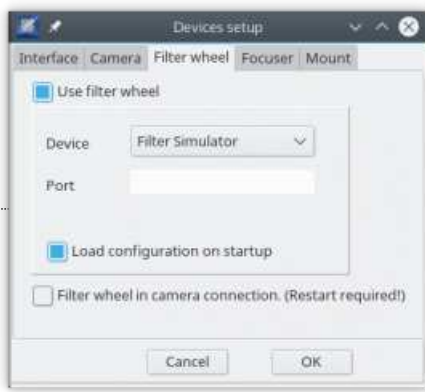 Devices setup
Interface Camera Filter wheel Focuser Mount
Use filter wheel
Device Filter Simulator
Port
Load configuration on startup
Filter wheel in camera connection. (Restart required!)
Cancel OK